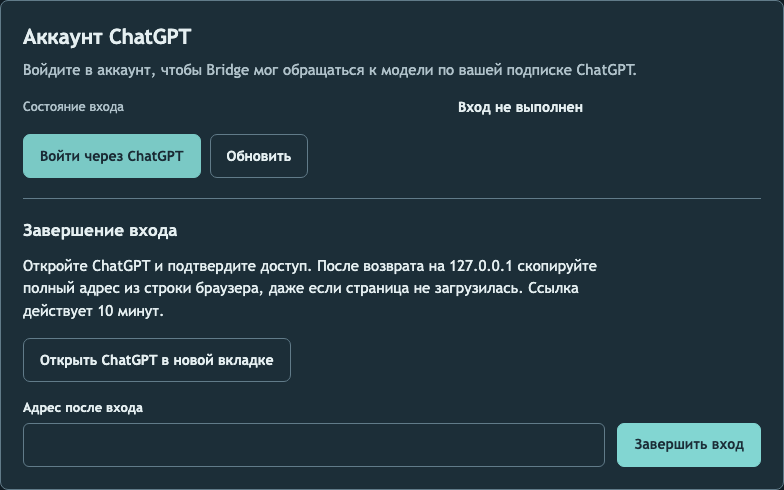 Аккаунт ChatGPT
Войдите в аккаунт, чтобы Bridge мог обращаться к модели по вашей подписке ChatGPT.
Состояние входа
Вход не выполнен
Войти через ChatGPT
Обновить
Завершение входа
Откройте ChatGPT и подтвердите доступ. После возврата на 127.0.0.1 скопируйте
полный адрес из строки браузера, даже если страница не загрузилась. Ссылка
действует 10 минут.
Открыть ChatGPT в новой вкладке
Адрес после входа
Завершить вход